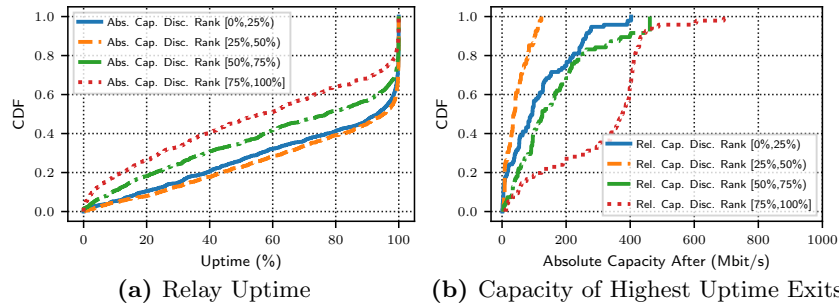 1.0
0.8
0.6
0.4
0.2
0.0
CDF
Abs. Cap. Disc. Rank [0%,25%)
Abs. Cap. Disc. Rank [25%,50%)
Abs. Cap. Disc. Rank [50%,75%)
Abs. Cap. Disc. Rank [75%,100%]
0 20 40 60 80 100
Uptime (%)
(a) Relay Uptime
1.0
0.8
0.6
0.4
0.2
0.0
CDF
Rel. Cap. Disc. Rank [0%,25%)
Rel. Cap. Disc. Rank [25%,50%)
Rel. Cap. Disc. Rank [50%,75%)
Rel. Cap. Disc. Rank [75%,100%]
0 200 400 600 800 1000
Absolute Capacity After (Mbit/s)
(b) Capacity of Highest Uptime Exits